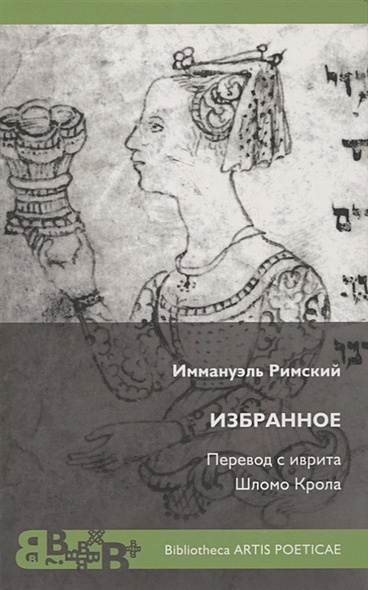 Иммануэль Римский
ИЗБРАННОЕ
Перевод с иврита
Шломо Крола
Bibliotheca ARTIS POETICAE